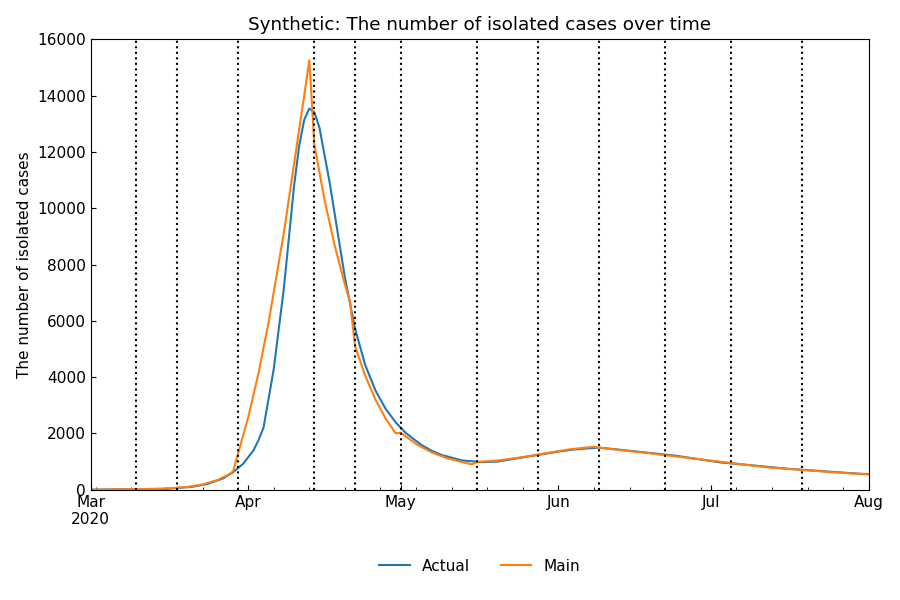 Synthetic: The number of isolated cases over time
The number of isolated cases
16000
14000
12000
10000
8000
6000
4000
2000
0
Mar Apr May Jun Jul Aug
2020
Actual Main